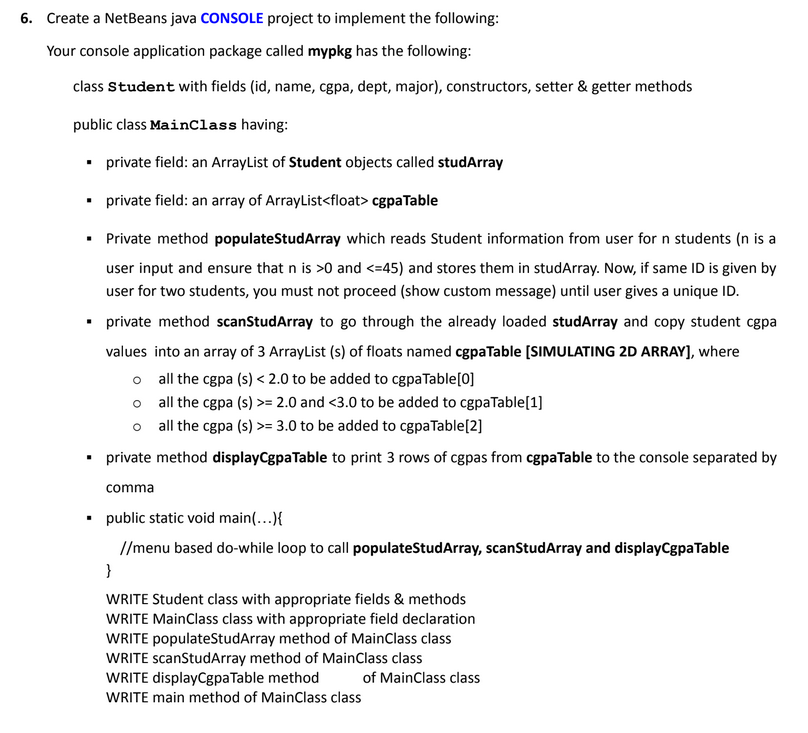 6. Create a NetBeans java CONSOLE project to implement the following:
Your console application package called mypkg has the following:
class Student with fields (id, name, cgpa, dept, major), constructors, setter & getter methods
public class MainClass having:
▪ private field: an ArrayList of Student objects called studArray
▪ private field: an array of ArrayList<float> cgpaTable
▪ Private method populateStudArray which reads Student information from user for n students (n is a
user input and ensure that n is >0 and <=45) and stores them in studArray. Now, if same ID is given by
user for two students, you must not proceed (show custom message) until user gives a unique ID.
▪ private method scanStudArray to go through the already loaded studArray and copy student cgpa
values into an array of 3 ArrayList (s) of floats named cgpaTable [SIMULATING 2D ARRAY], where
o all the cgpa (s) < 2.0 to be added to cgpaTable[0]
o all the cgpa (s) >= 2.0 and <3.0 to be added to cgpaTable[1]
o all the cgpa (s) >= 3.0 to be added to cgpaTable[2]
▪ private method displayCgpaTable to print 3 rows of cgpas from cgpaTable to the console separated by
comma
▪ public static void main(...){
//menu based do-while loop to call populateStudArray, scanStudArray and displayCgpaTable
}
WRITE Student class with appropriate fields & methods
WRITE MainClass class with appropriate field declaration
WRITE populateStudArray method of MainClass class
WRITE scanStudArray method of MainClass class
WRITE displayCgpaTable method of MainClass class
WRITE main method of MainClass class